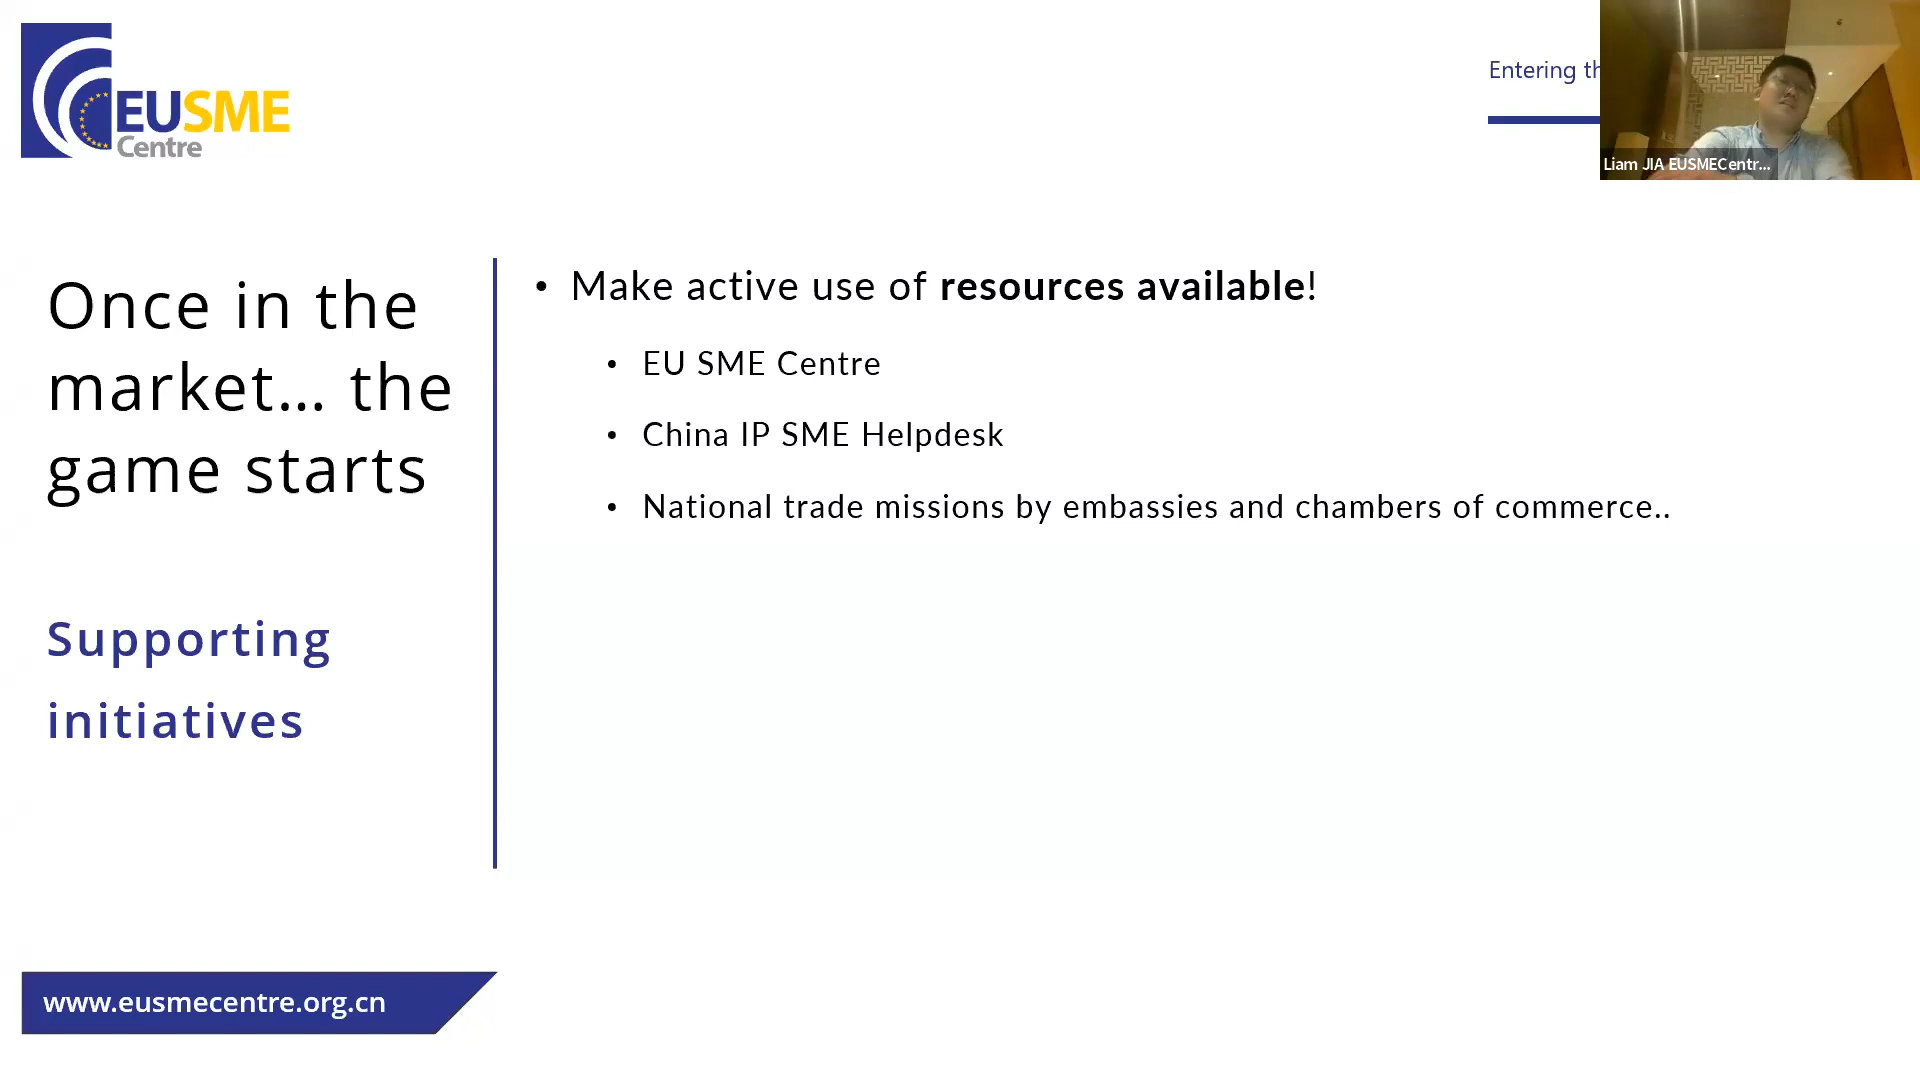 EUSME
Centre
Entering th
Liam JIA EUSMECentr...
Once in the
market... the
game starts
Supporting
initiatives
• Make active use of resources available!
• EU SME Centre
• China IP SME Helpdesk
• National trade missions by embassies and chambers of commerce..
www.eusmecentre.org.cn